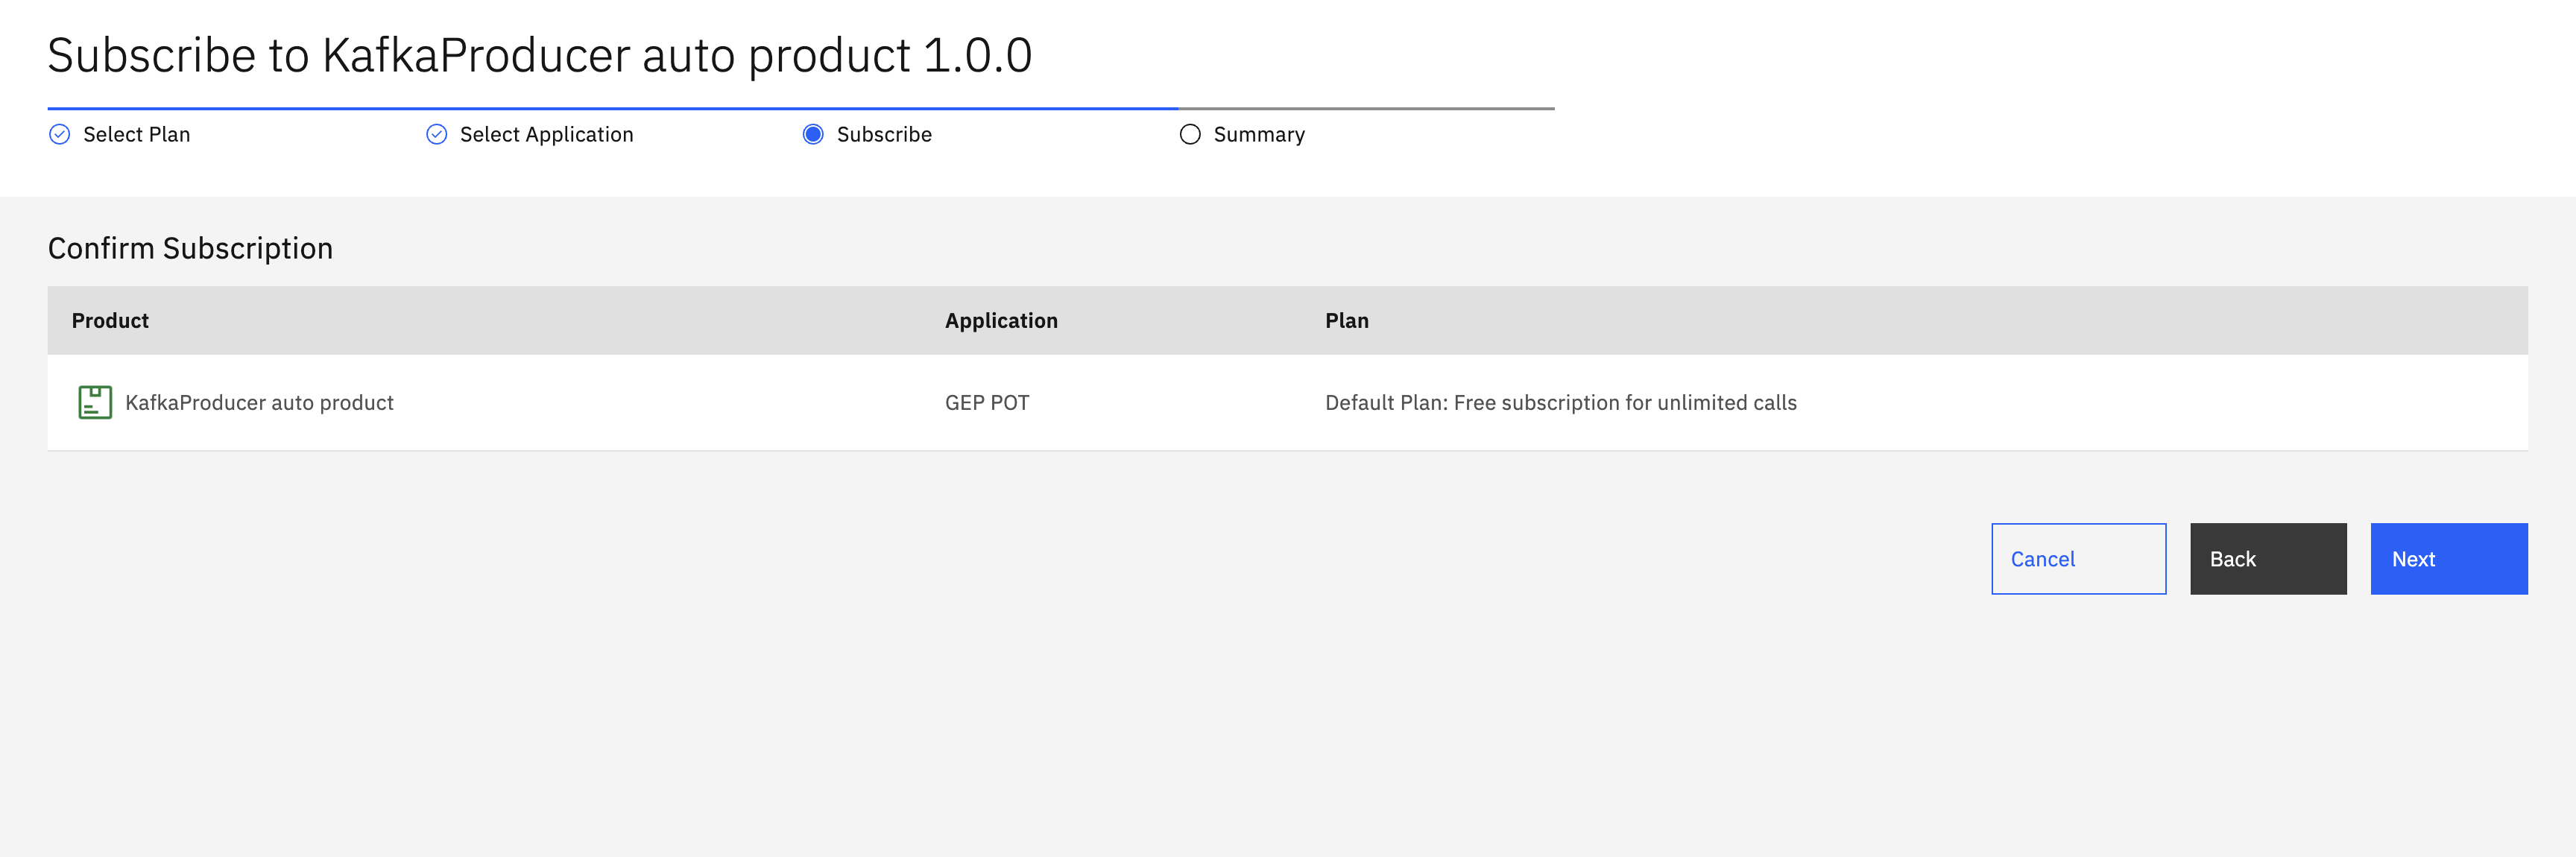 Subscribe to KafkaProducer auto product 1.0.0
Select Plan
Select Application
Subscribe
Summary
Confirm Subscription
Product Application Plan
KafkaProducer auto product GEP POT Default Plan: Free subscription for unlimited calls
Cancel Back Next